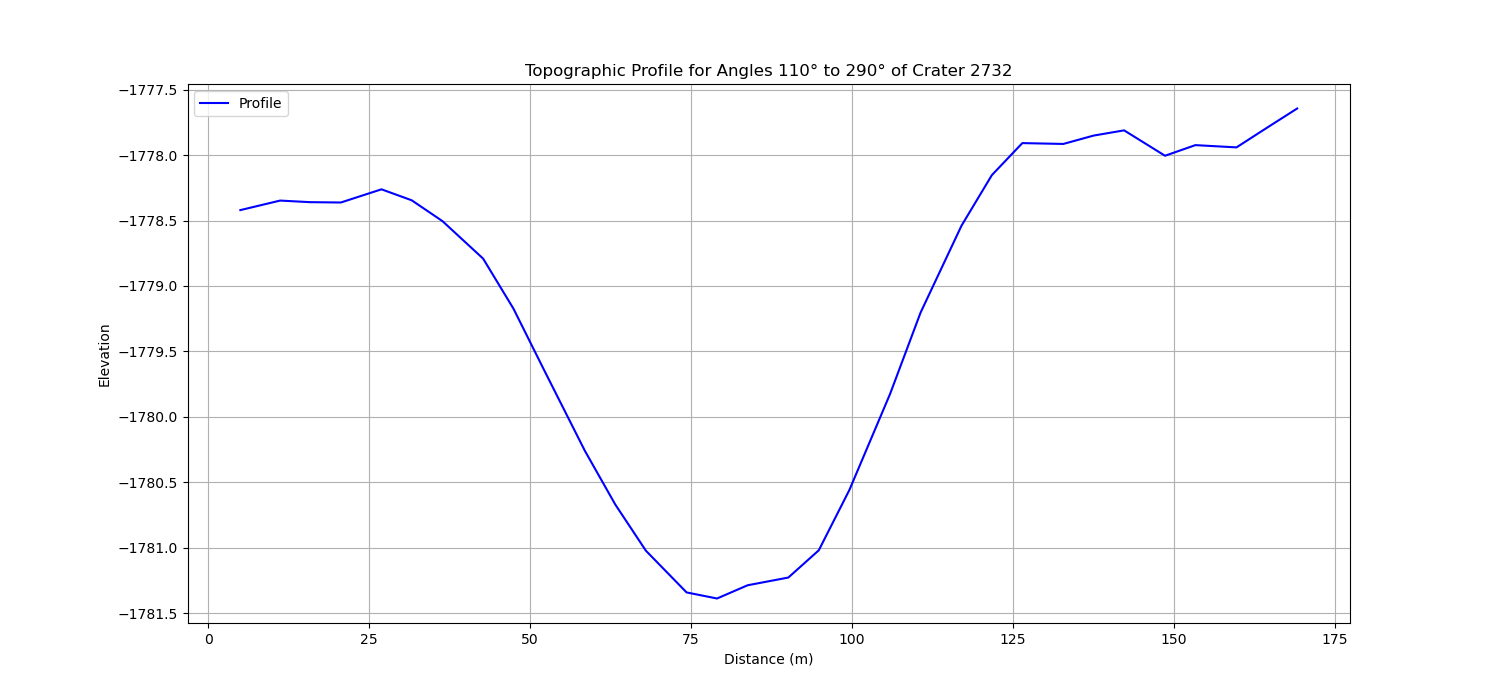 Topographic Profile for Angles 110° to 290° of Crater 2732
Profile
Elevation
−1777.5
−1778.0
−1778.5
−1779.0
−1779.5
−1780.0
−1780.5
−1781.0
−1781.5
0 25 50 75 100 125 150 175
Distance (m)